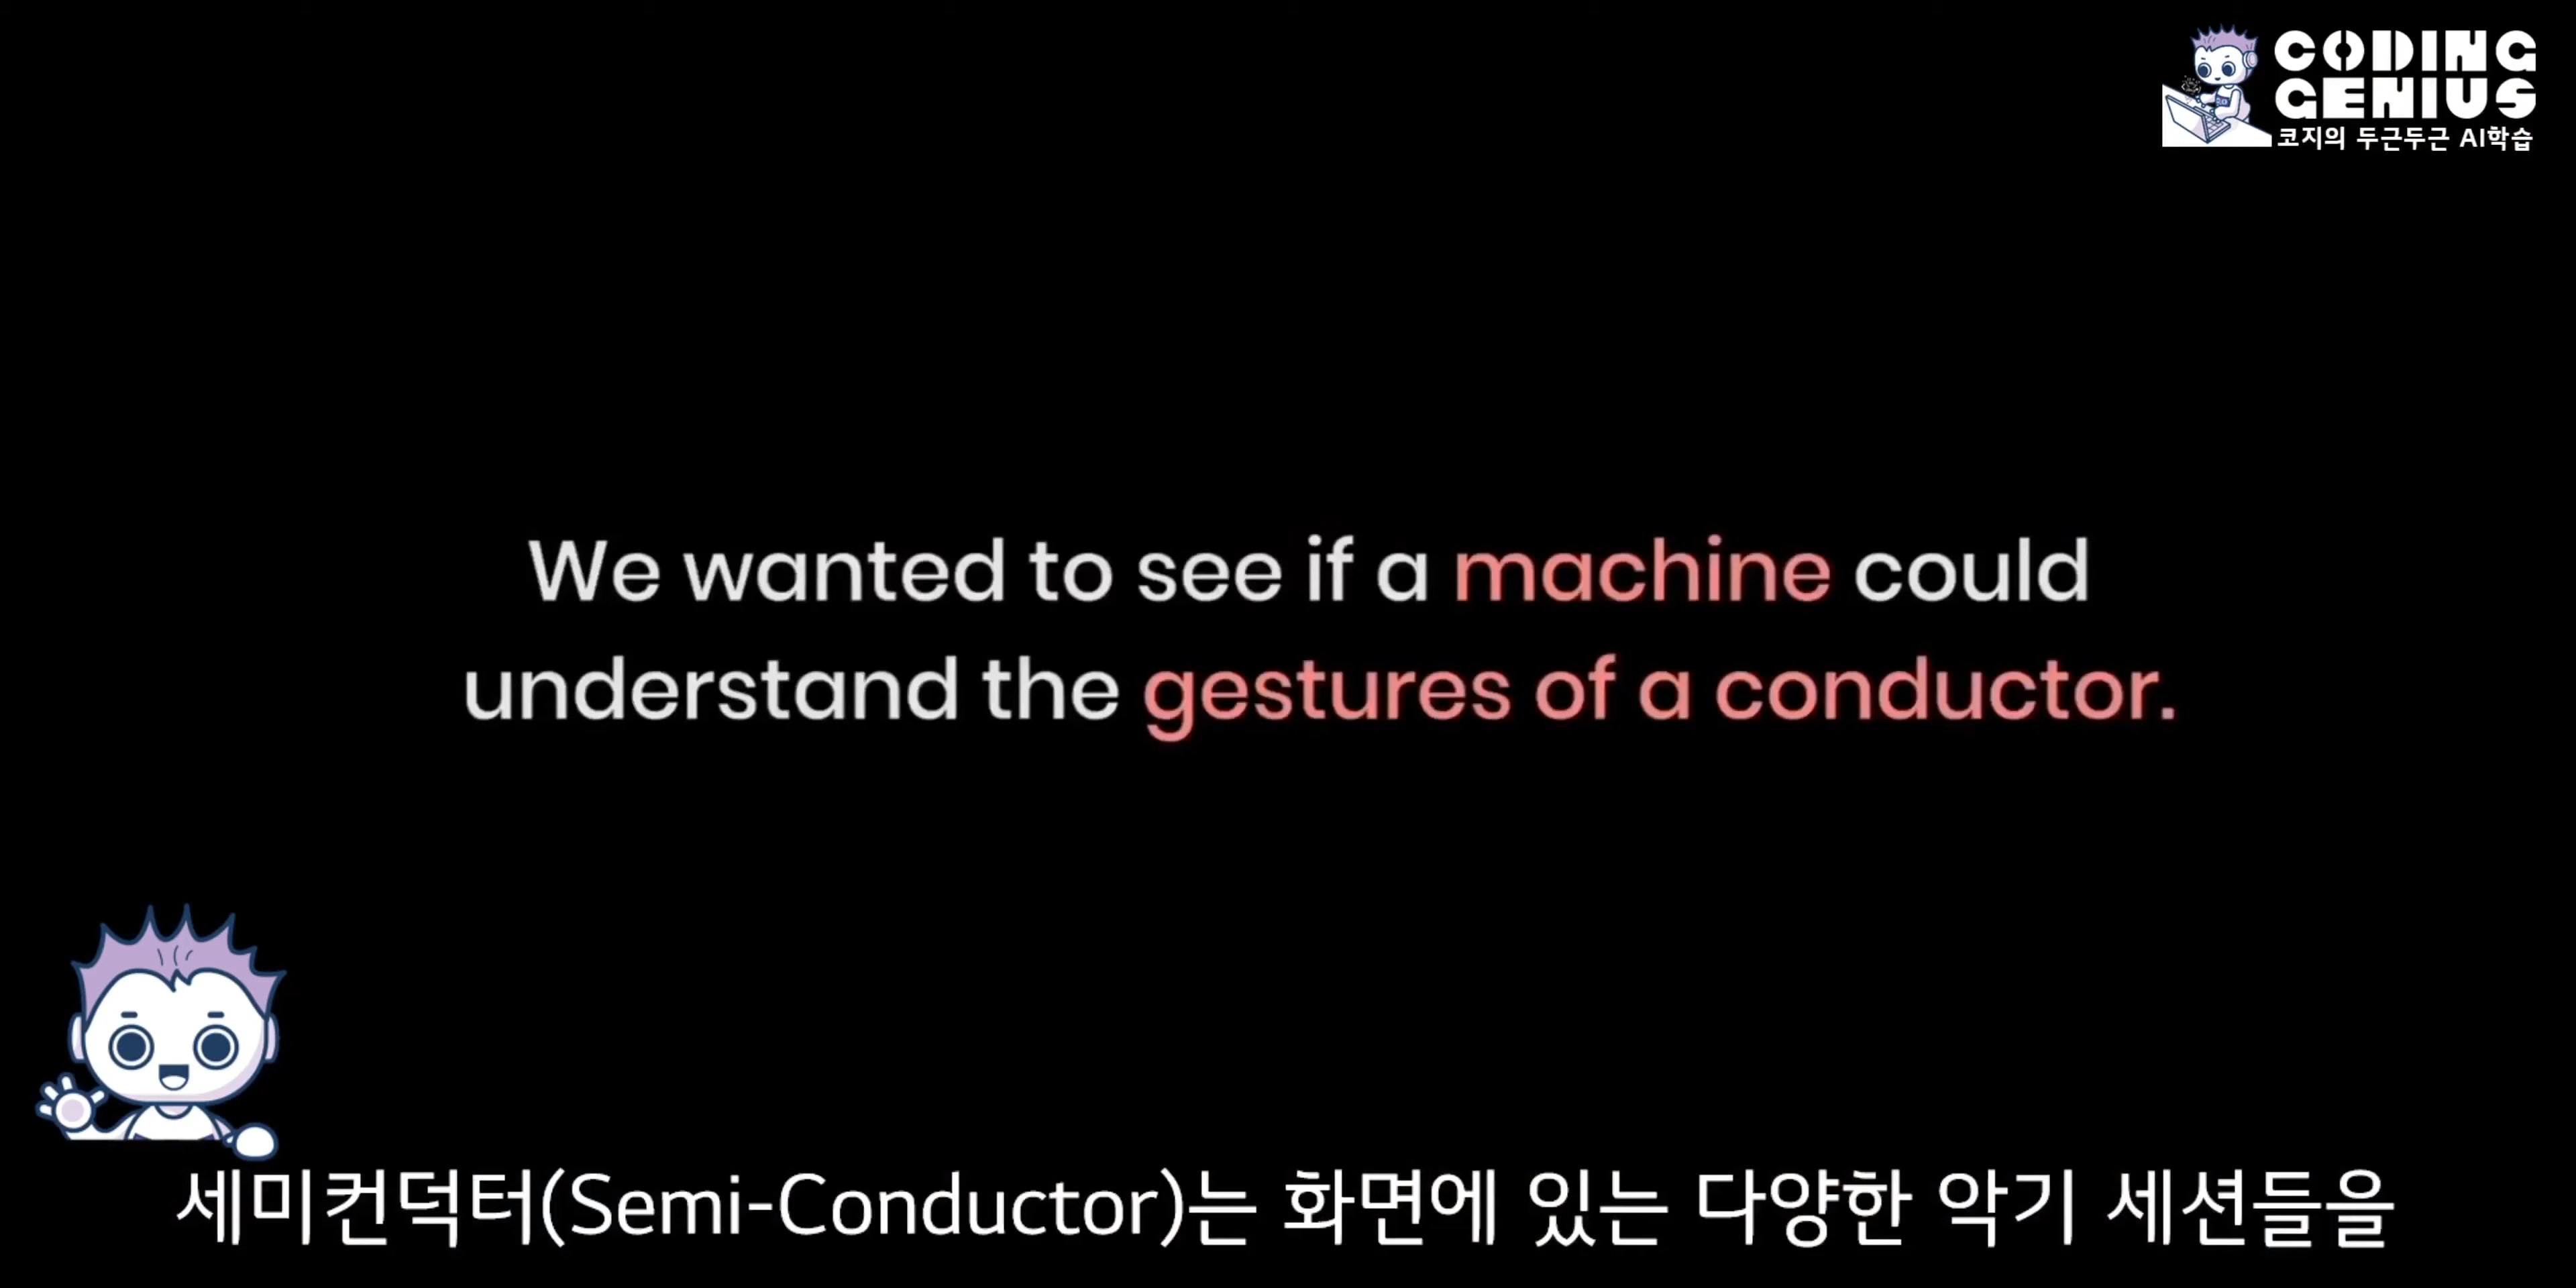 CODING
GENIUS
코지의 두근두근 AI학습
We wanted to see if a machine could
understand the gestures of a conductor.
세미컨덕터(Semi-Conductor)는 화면에 있는 다양한 악기 세션들을